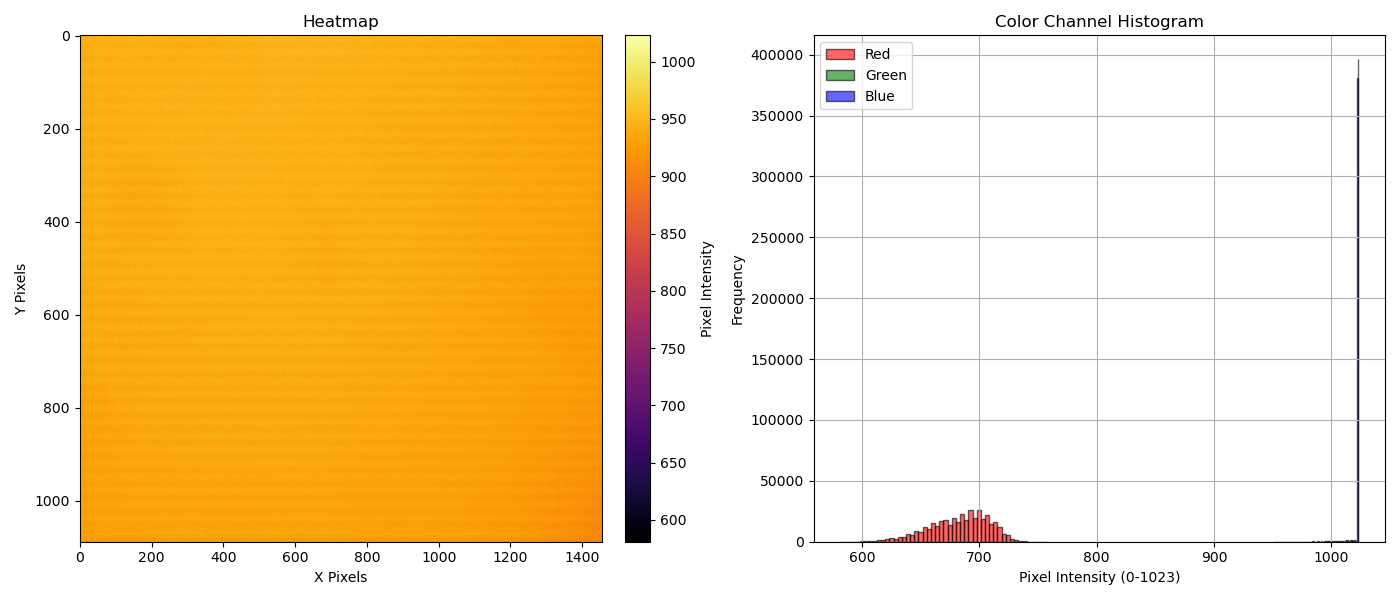 Heatmap
0
200
400
600
800
1000
0 200 400 600 800 1000 1200 1400
X Pixels
Y Pixels
1000
950
900
850
800
750
700
650
600
Pixel Intensity
Color Channel Histogram
Red
Green
Blue
400000
350000
300000
250000
200000
150000
100000
50000
0
600 700 800 900 1000
Pixel Intensity (0-1023)
Frequency